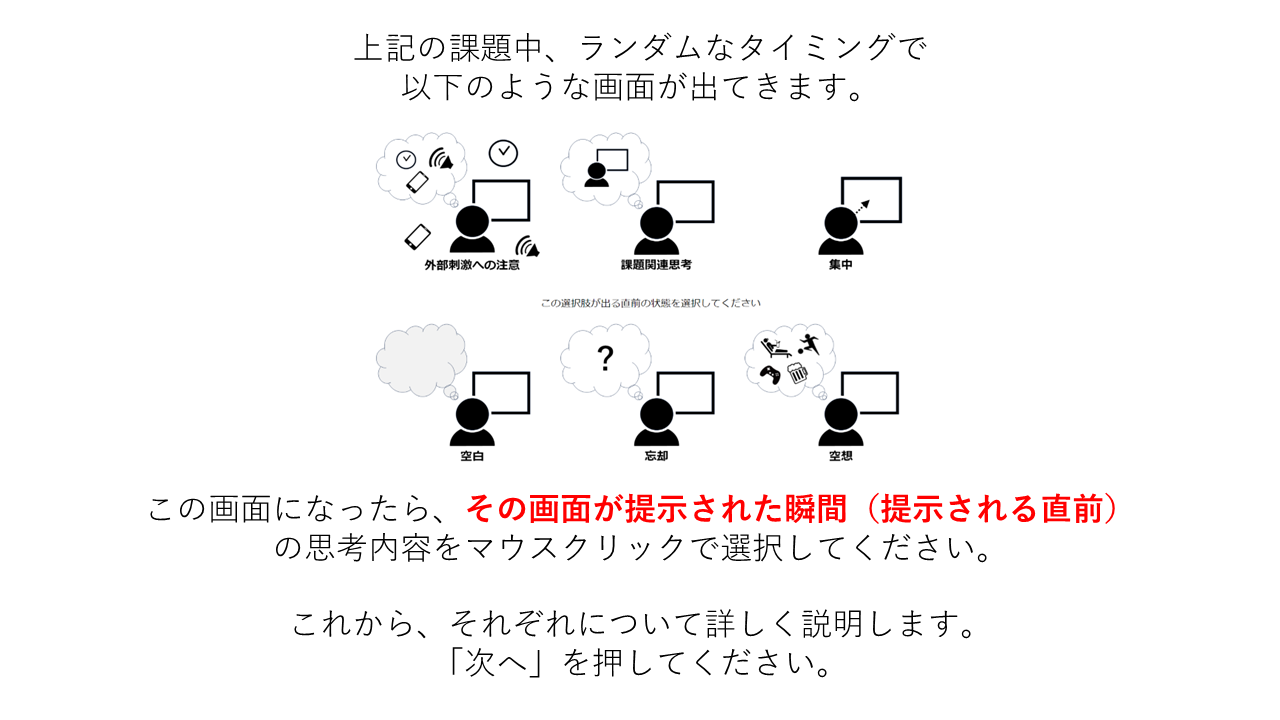 上記の課題中、ランダムなタイミングで
以下のような画面が出てきます。
外部刺激への注意
課題関連思考
集中
この選択肢が出る直前の状態を選択してください
?
空白
忘却
空想
この画面になったら、その画面が提示された瞬間（提示される直前）
の思考内容をマウスクリックで選択してください。
これから、それぞれについて詳しく説明します。
「次へ」を押してください。